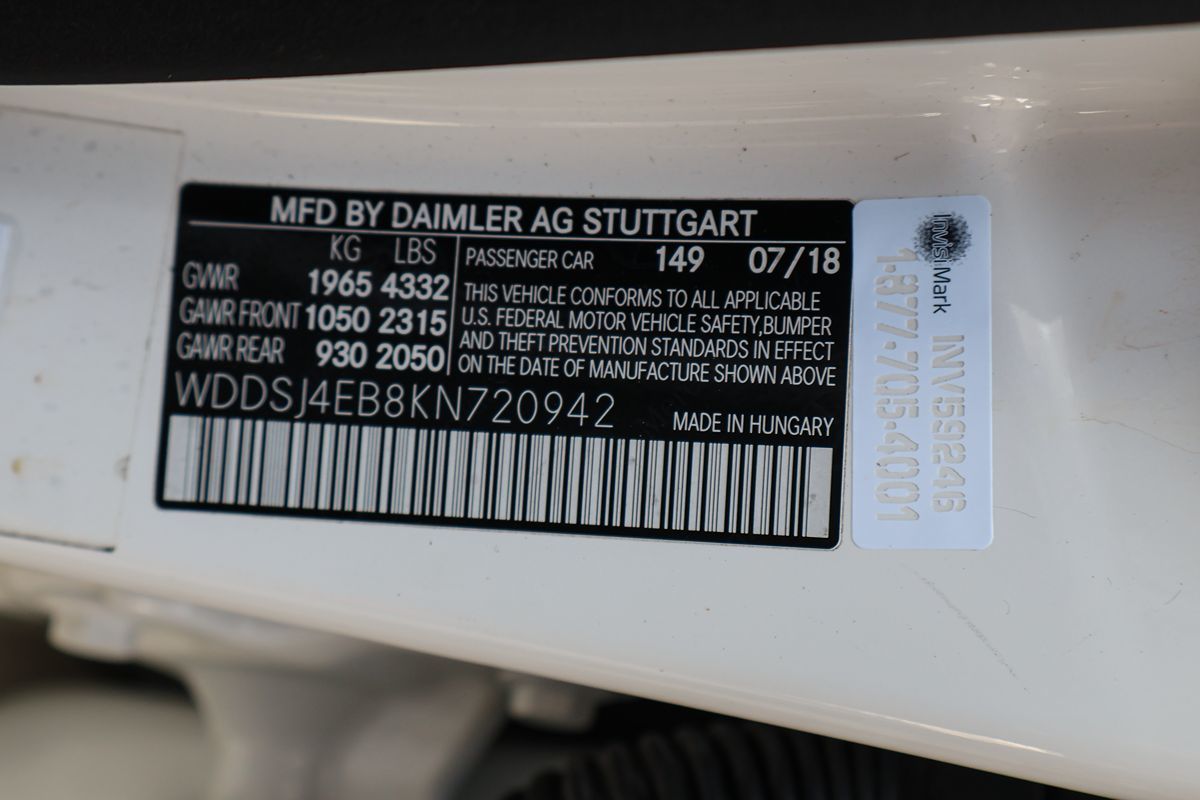 MFD BY DAIMLER AG STUTTGART
KG LBS
GVWR 1965 4332
GAWR FRONT 1050 2315
GAWR REAR 930 2050
PASSENGER CAR 149 07/18
THIS VEHICLE CONFORMS TO ALL APPLICABLE
U.S. FEDERAL MOTOR VEHICLE SAFETY,BUMPER
AND THEFT PREVENTION STANDARDS IN EFFECT
ON THE DATE OF MANUFACTURE SHOWN ABOVE
WDDSJ4EB8KN720942
MADE IN HUNGARY
InvisiMark
INV159246
1-877-705-4001